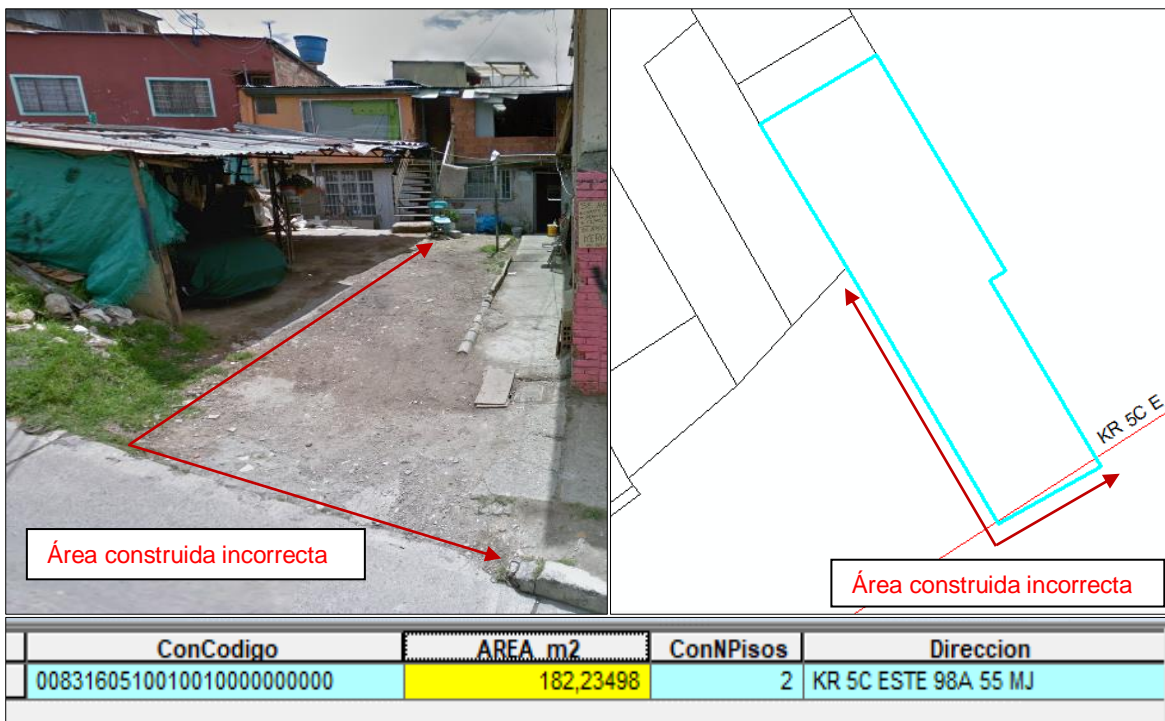 Área construida incorrecta
KR 5C E
Área construida incorrecta
ConCodigo AREA_m2 ConNPisos Direccion
008316051001001000000000 182,23498 2 KR 5C ESTE 98A 55 MJ